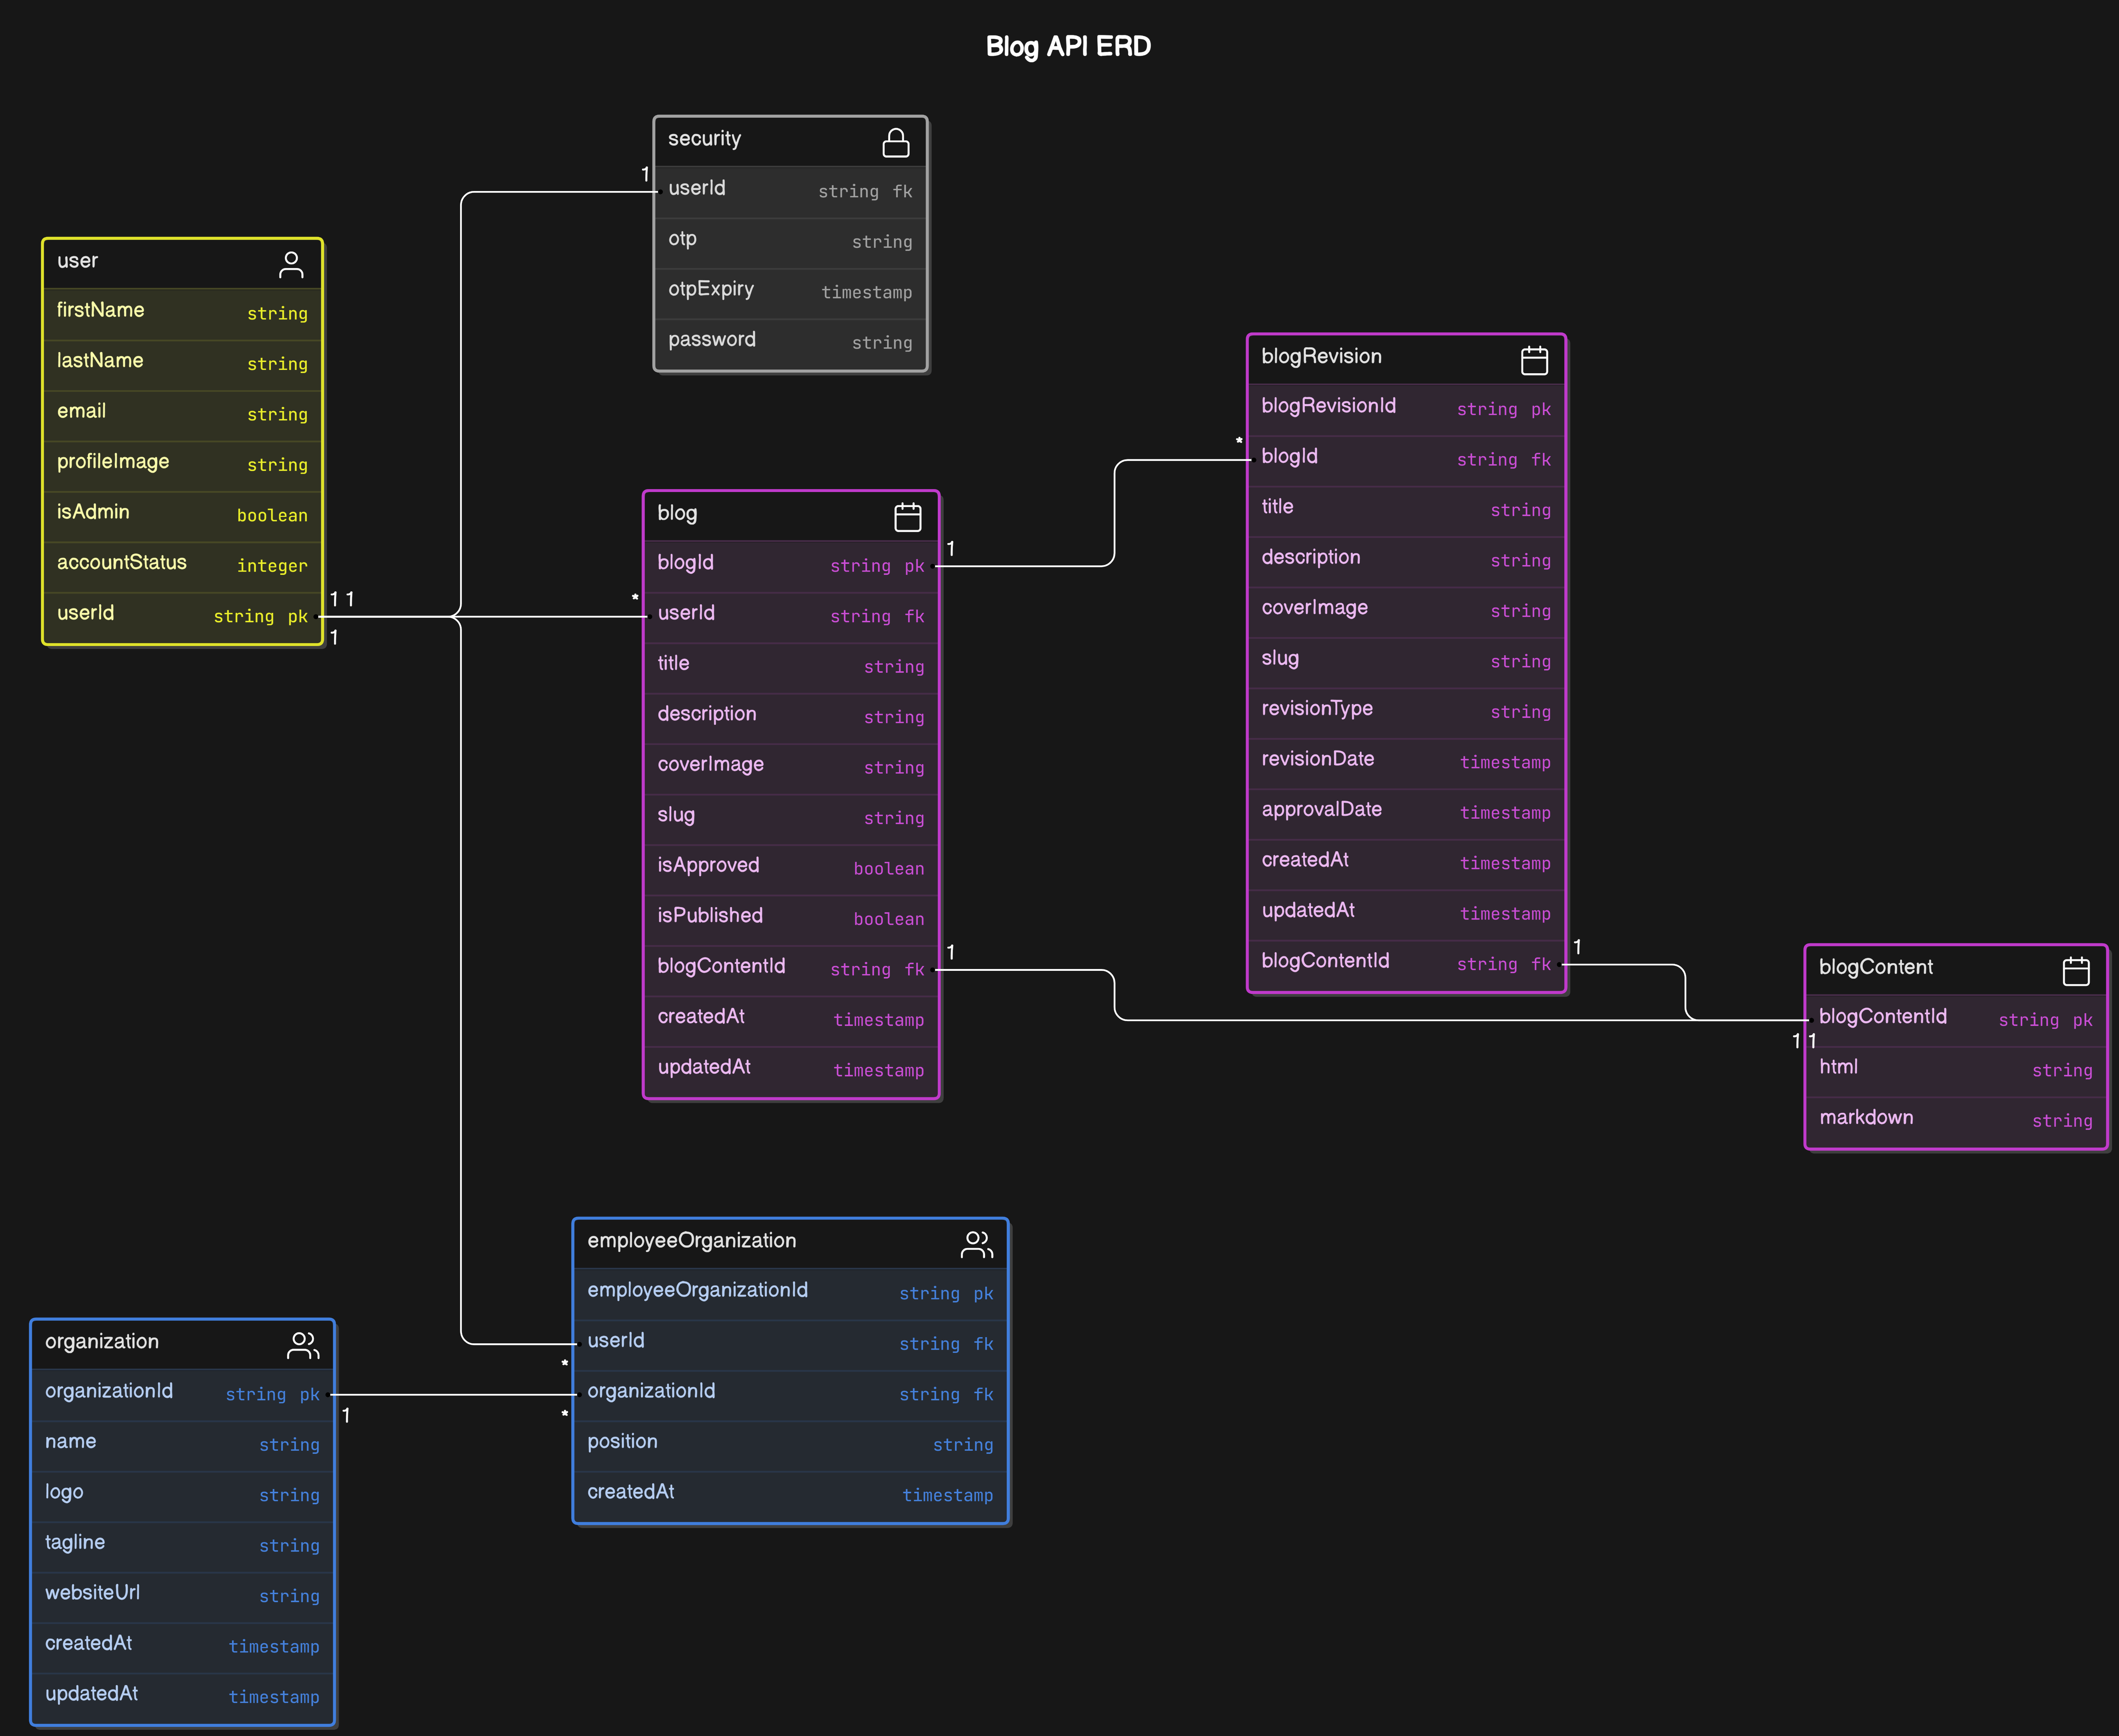 Blog API ERD
security
1
userId string fk
otp string
otpExpiry timestamp
password string
user
firstName string
lastName string
email string
profileImage string
isAdmin boolean
accountStatus integer
userId string pk
1 1
1
blogRevision
blogRevisionId string pk
*
blogId string fk
title string
description string
coverImage string
slug string
revisionType string
revisionDate timestamp
approvalDate timestamp
createdAt timestamp
updatedAt timestamp
blogContentId string fk
1
blog
blogId string pk
1
*
userId string fk
title string
description string
coverImage string
slug string
isApproved boolean
isPublished boolean
1
blogContentId string fk
createdAt timestamp
updatedAt timestamp
blogContent
blogContentId string pk
1 1
html string
markdown string
employeeOrganization
employeeOrganizationId string pk
userId string fk
*
organizationId string fk
*
position string
createdAt timestamp
organization
organizationId string pk
1
name string
logo string
tagline string
websiteUrl string
createdAt timestamp
updatedAt timestamp